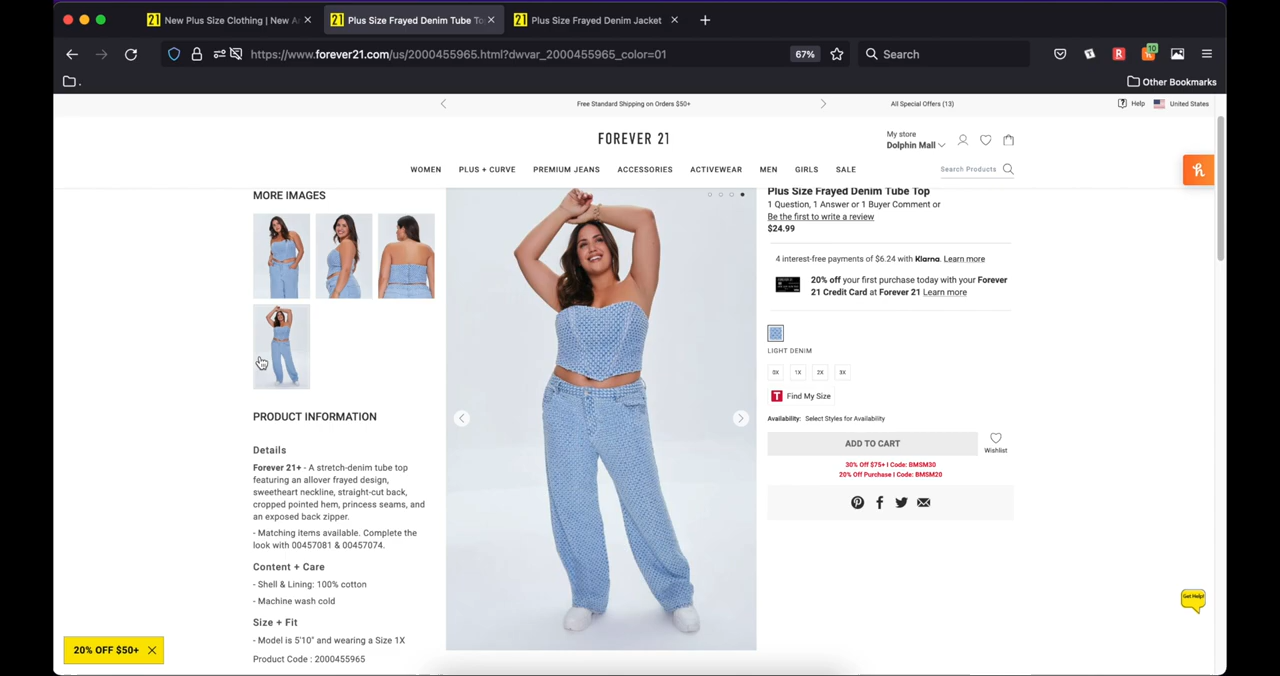 21 New Plus Size Clothing | New A
21 Plus Size Frayed Denim Tube To
21 Plus Size Frayed Denim Jacket
https://www.forever21.com/us/2000455965.html?dwvar_2000455965_color=01
67%
Search
10
R
Other Bookmarks
Free Standard Shipping on Orders $50+
All Special Offers (13)
Help
United States
FOREVER 21
My store
Dolphin Mall
WOMEN
PLUS + CURVE
PREMIUM JEANS
ACCESSORIES
ACTIVEWEAR
MEN
GIRLS
SALE
Search Products
h
MORE IMAGES
PRODUCT INFORMATION
Details
Forever 21+ - A stretch-denim tube top
featuring an allover frayed design,
sweetheart neckline, straight-cut back,
cropped pointed hem, princess seams, and
an exposed back zipper.
- Matching items available. Complete the
look with 00457081 & 00457074.
Content + Care
- Shell & Lining: 100% cotton
- Machine wash cold
Size + Fit
- Model is 5'10" and wearing a Size 1X
Product Code : 2000455965
20% OFF $50+
Plus Size Frayed Denim Tube Top
1 Question, 1 Answer or 1 Buyer Comment or
Be the first to write a review
$24.99
4 interest-free payments of $6.24 with Klarna. Learn more
20% off your first purchase today with your Forever
21 Credit Card at Forever 21 Learn more
LIGHT DENIM
0X
1X
2X
3X
T Find My Size
Availability: Select Styles for Availability
ADD TO CART
Wishlist
30% Off $75+ I Code: BMSM30
20% Off Purchase I Code: BMSM20
Get Help!